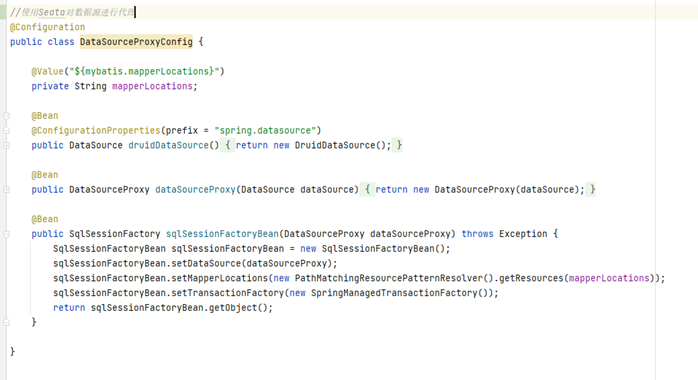 //使用Seata对数据源进行代理
@Configuration
public class DataSourceProxyConfig {
@Value("${mybatis.mapperLocations}")
private String mapperLocations;
@Bean
@ConfigurationProperties(prefix = "spring.datasource")
public DataSource druidDataSource() { return new DruidDataSource(); }
@Bean
public DataSourceProxy dataSourceProxy(DataSource dataSource) { return new DataSourceProxy(dataSource); }
@Bean
public SqlSessionFactory sqlSessionFactoryBean(DataSourceProxy dataSourceProxy) throws Exception {
SqlSessionFactoryBean sqlSessionFactoryBean = new SqlSessionFactoryBean();
sqlSessionFactoryBean.setDataSource(dataSourceProxy);
sqlSessionFactoryBean.setMapperLocations(new PathMatchingResourcePatternResolver().getResources(mapperLocations));
sqlSessionFactoryBean.setTransactionFactory(new SpringManagedTransactionFactory());
return sqlSessionFactoryBean.getObject();
}
}